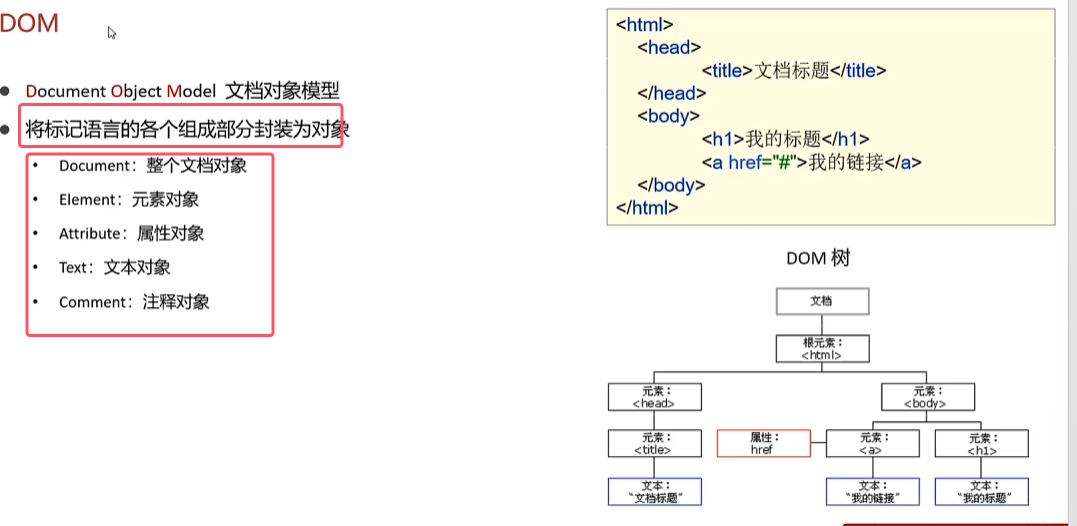 DOM
Document Object Model 文档对象模型
将标记语言的各个组成部分封装为对象
Document：整个文档对象
Element：元素对象
Attribute：属性对象
Text：文本对象
Comment：注释对象
<html>
<head>
<title>文档标题</title>
</head>
<body>
<h1>我的标题</h1>
<a href="#">我的链接</a>
</body>
</html>
DOM 树
文档
根元素：
<html>
元素：
<head>
元素：
<body>
元素：
<title>
属性：
href
元素：
<a>
元素：
<h1>
文本：
"文档标题"
文本：
"我的链接"
文本：
"我的标题"